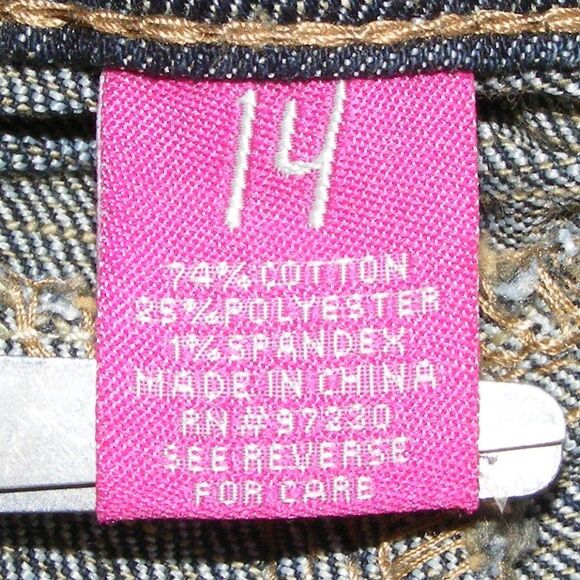 14
74% COTTON
25% POLYESTER
1% SPANDEX
MADE IN CHINA
RN # 97230
SEE REVERSE
FOR CARE